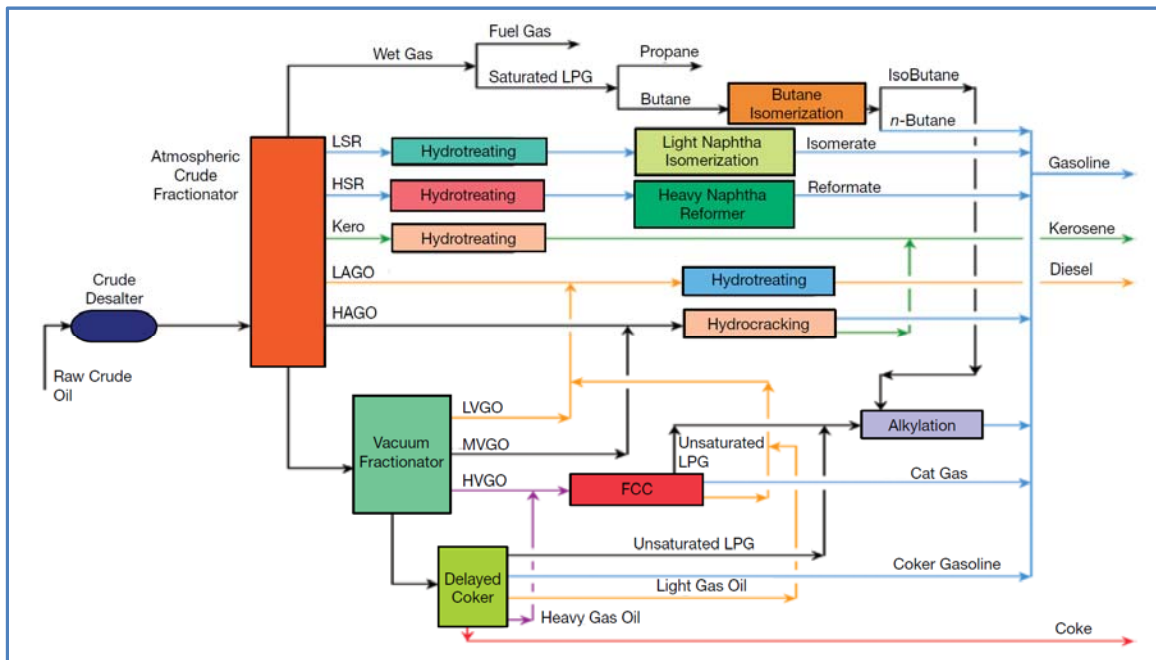 Fuel Gas
Wet Gas
Propane
Saturated LPG
IsoButane
Butane
Butane
Isomerization
n-Butane
Atmospheric
Crude
Fractionator
LSR
Hydrotreating
Light Naphtha
Isomerization
Isomerate
Gasoline
HSR
Hydrotreating
Heavy Naphtha
Reformer
Reformate
Kero
Hydrotreating
Kerosene
Crude
Desalter
LAGO
Hydrotreating
Diesel
HAGO
Hydrocracking
Raw Crude
Oil
LVGO
Vacuum
Fractionator
MVGO
Unsaturated
LPG
Alkylation
HVGO
FCC
Cat Gas
Unsaturated LPG
Delayed
Coker
Coker Gasoline
Light Gas Oil
Heavy Gas Oil
Coke